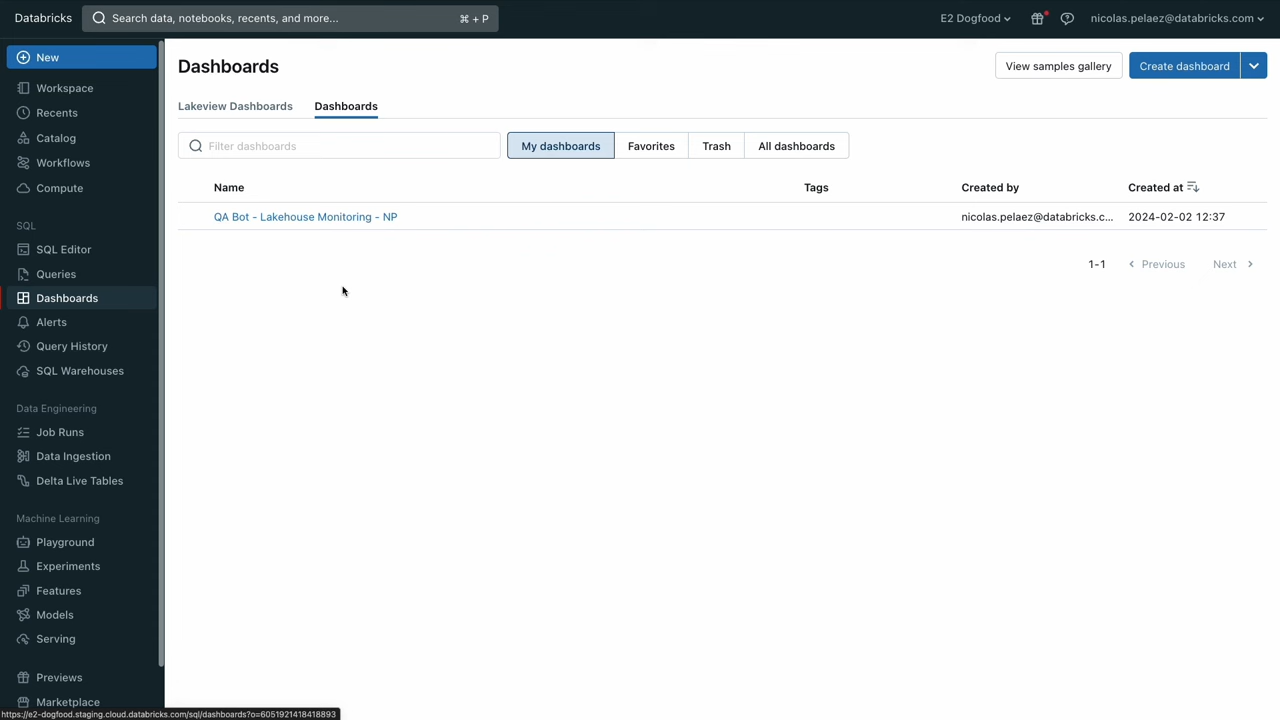 Databricks
Search data, notebooks, recents, and more...
⌘ + P
E2 Dogfood
nicolas.pelaez@databricks.com
New
Workspace
Recents
Catalog
Workflows
Compute
SQL
SQL Editor
Queries
Dashboards
Alerts
Query History
SQL Warehouses
Data Engineering
Job Runs
Data Ingestion
Delta Live Tables
Machine Learning
Playground
Experiments
Features
Models
Serving
Previews
Marketplace
https://e2-dogfood.staging.cloud.databricks.com/sql/dashboards?o=6051921418418893
Dashboards
View samples gallery
Create dashboard
Lakeview Dashboards
Dashboards
Filter dashboards
My dashboards
Favorites
Trash
All dashboards
Name Tags Created by Created at
QA Bot - Lakehouse Monitoring - NP nicolas.pelaez@databricks.c... 2024-02-02 12:37
1-1 Previous Next